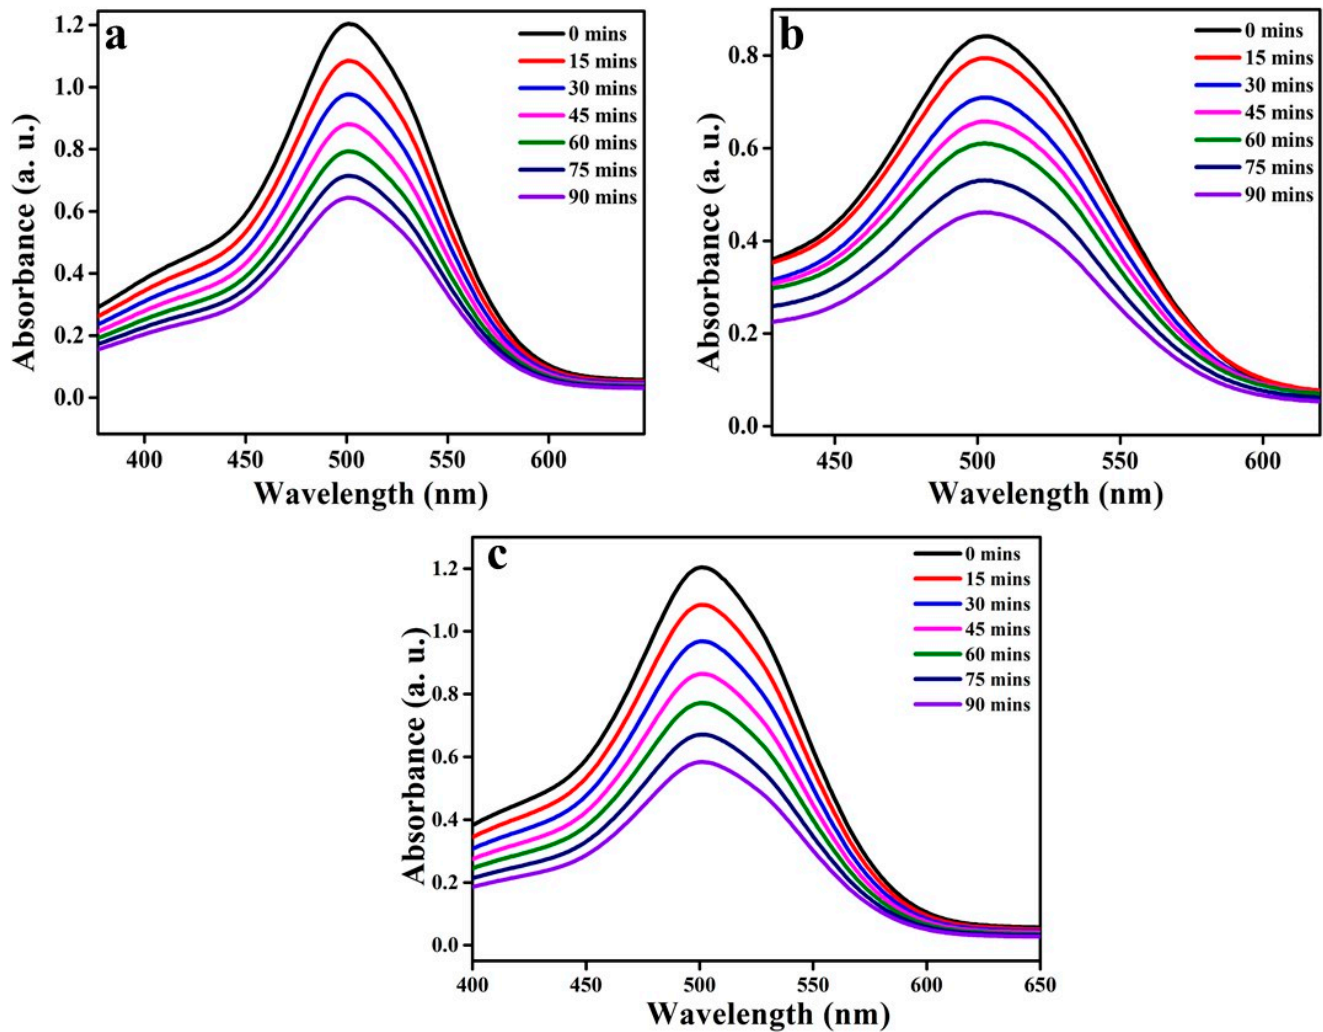 a
0 mins
15 mins
30 mins
45 mins
60 mins
75 mins
90 mins
1.2
1.0
0.8
0.6
0.4
0.2
0.0
Absorbance (a. u.)
400 450 500 550 600
Wavelength (nm)
b
0 mins
15 mins
30 mins
45 mins
60 mins
75 mins
90 mins
0.8
0.6
0.4
0.2
0.0
Absorbance (a. u.)
450 500 550 600
Wavelength (nm)
c
0 mins
15 mins
30 mins
45 mins
60 mins
75 mins
90 mins
1.2
1.0
0.8
0.6
0.4
0.2
0.0
Absorbance (a. u.)
400 450 500 550 600 650
Wavelength (nm)